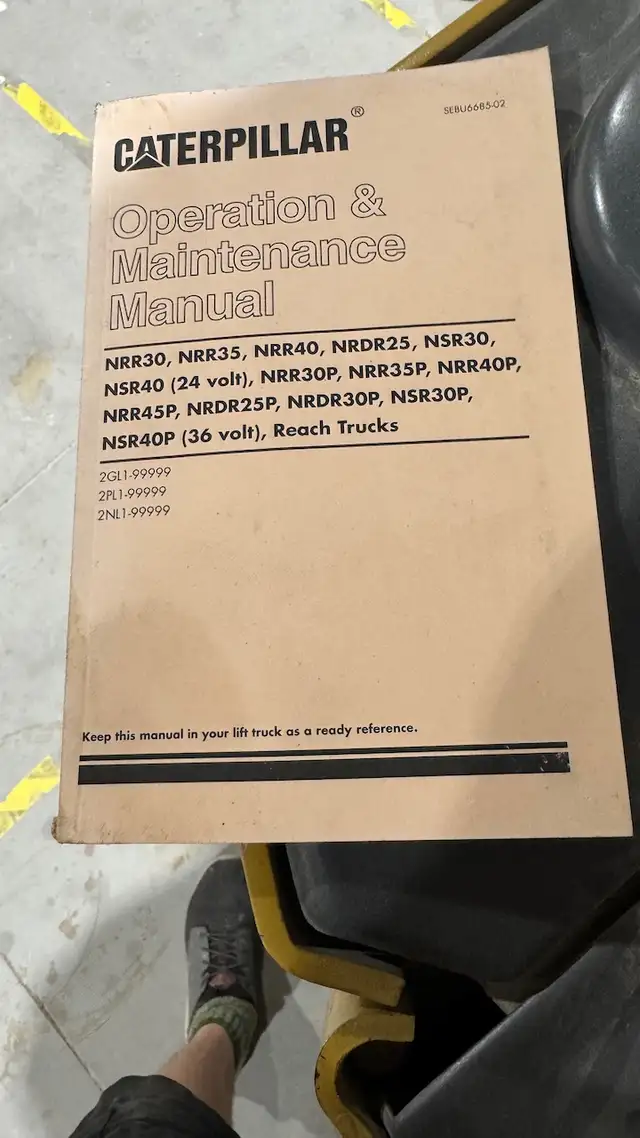 SEBU6685-02
CATERPILLAR®
Operation &
Maintenance
Manual
NRR30, NRR35, NRR40, NRDR25, NSR30,
NSR40 (24 volt), NRR30P, NRR35P, NRR40P,
NRR45P, NRDR25P, NRDR30P, NSR30P,
NSR40P (36 volt), Reach Trucks
2GL1-99999
2PL1-99999
2NL1-99999
Keep this manual in your lift truck as a ready reference.